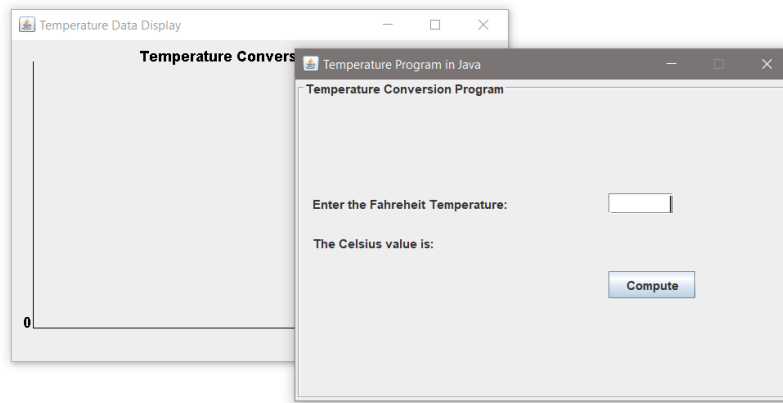 Temperature Data Display
Temperature Convers
0
Temperature Program in Java
Temperature Conversion Program
Enter the Fahreheit Temperature:
The Celsius value is:
Compute